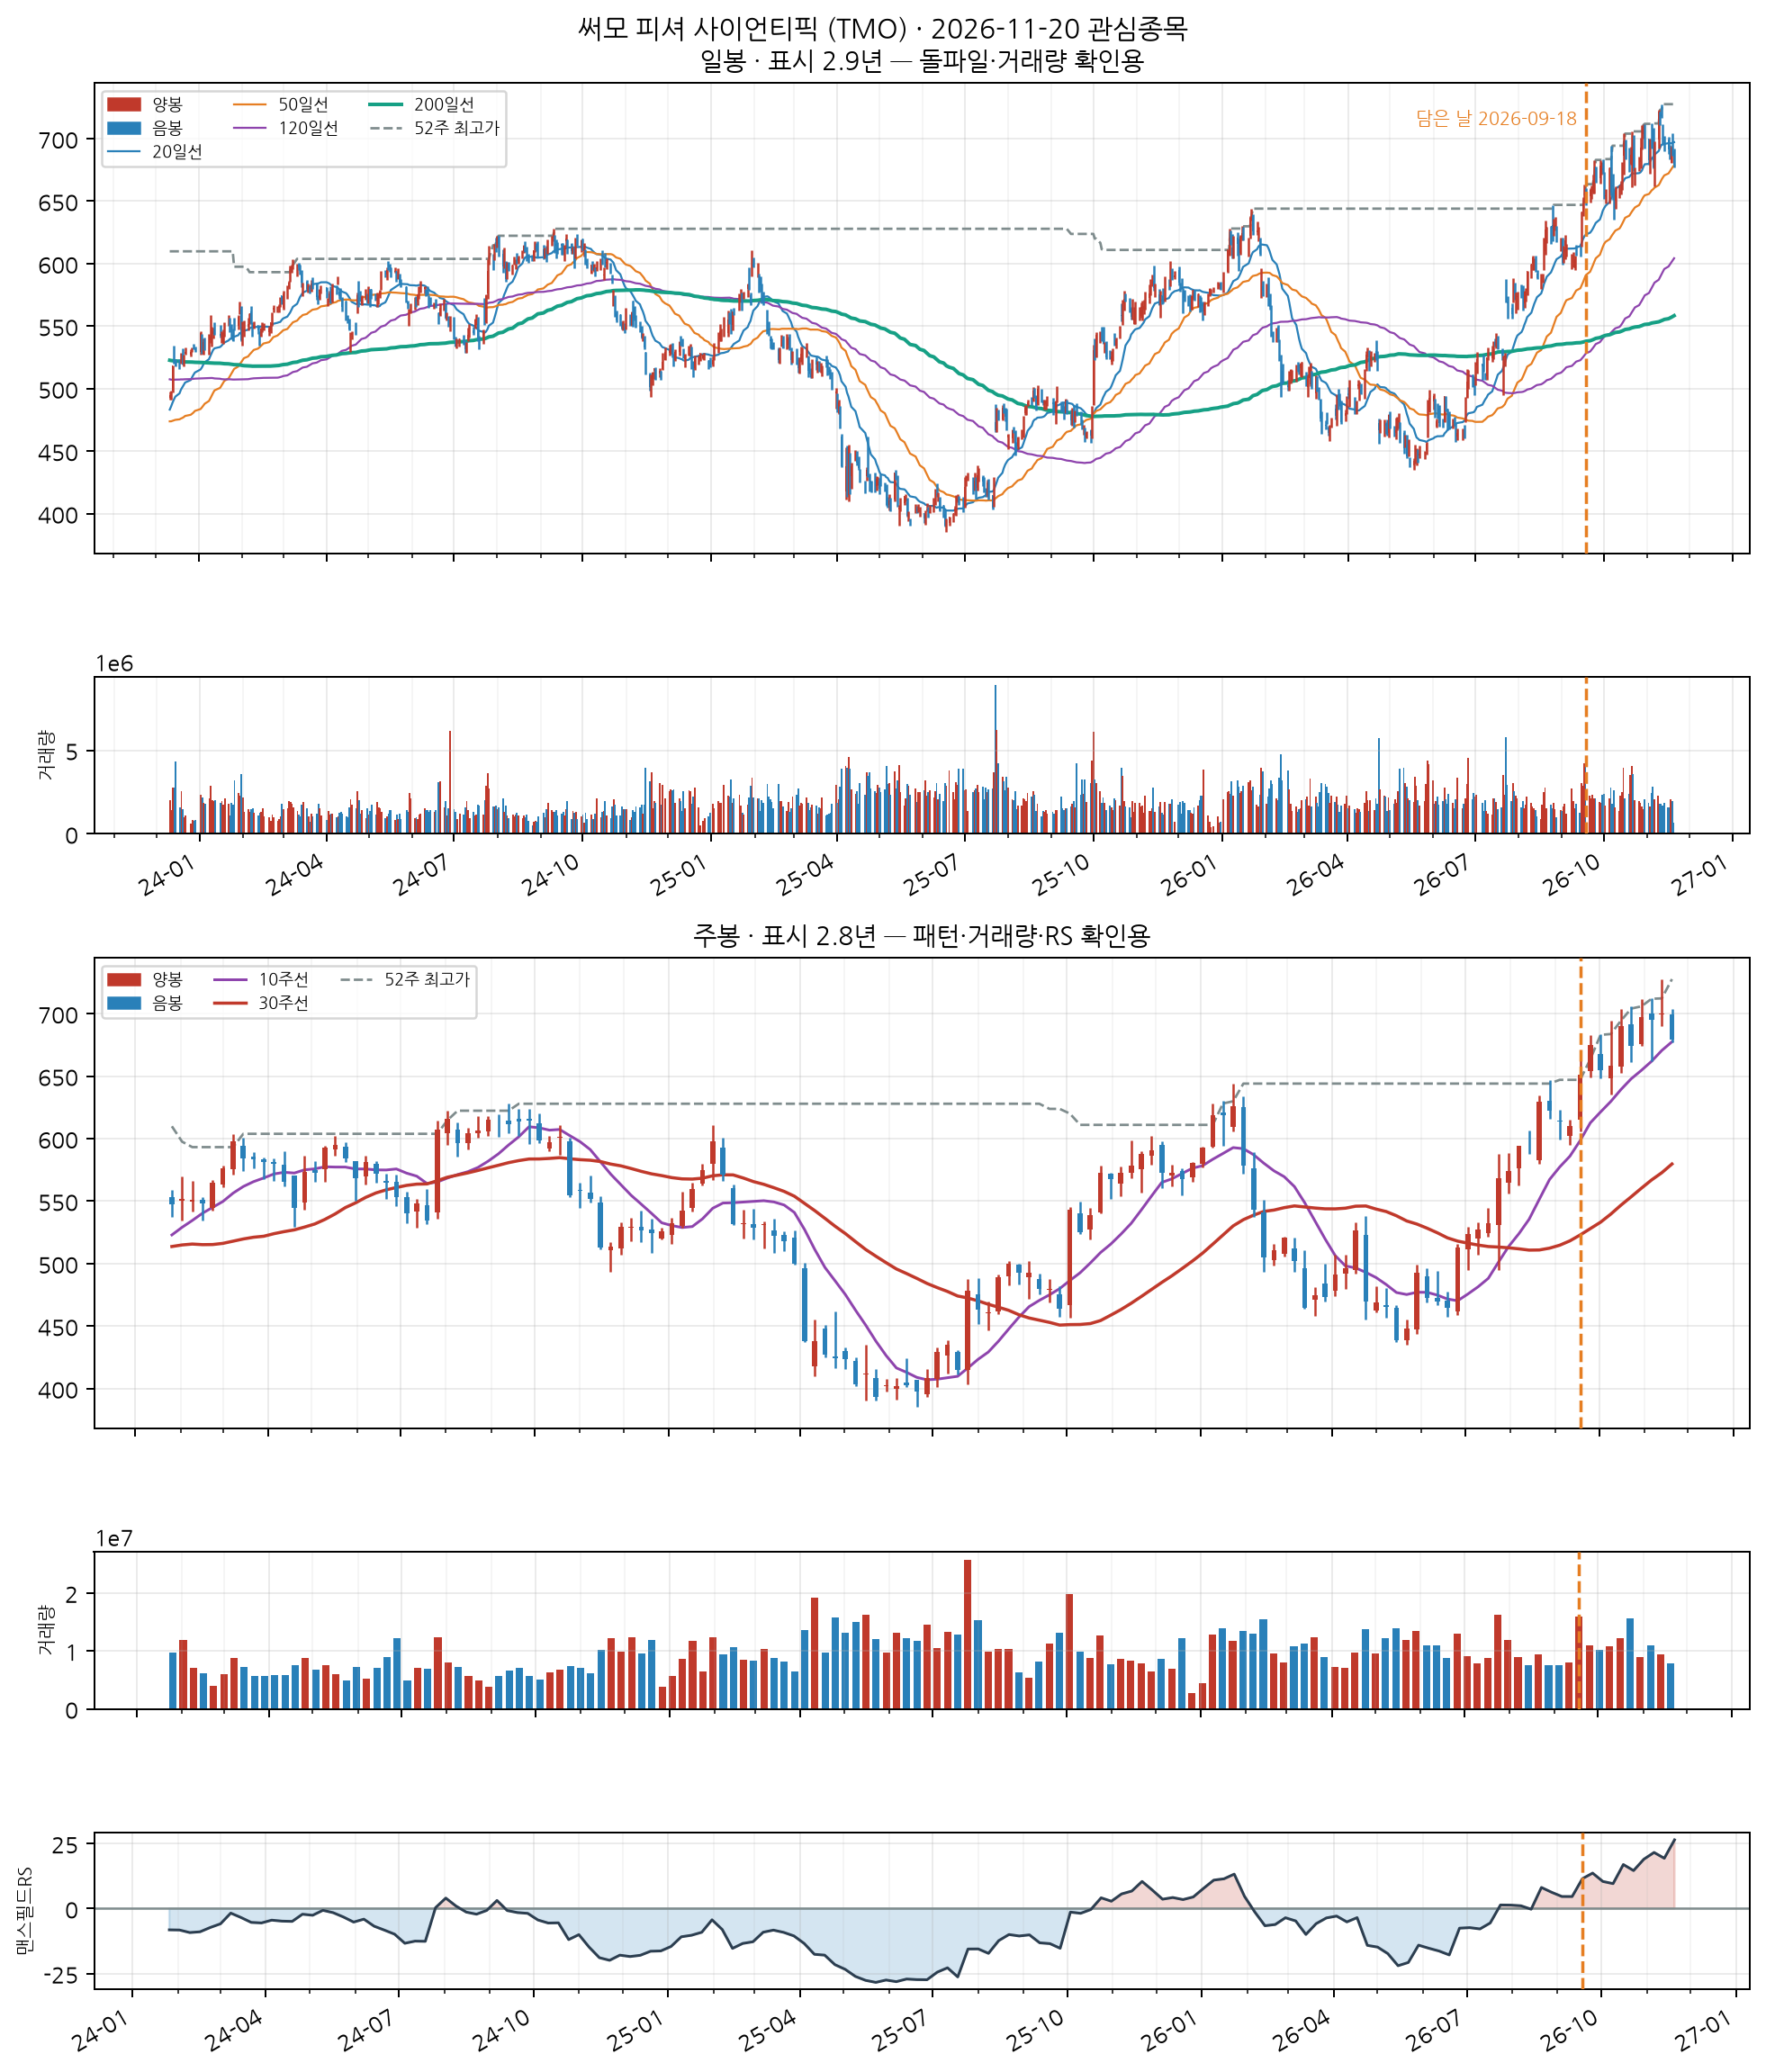 써모 피셔 사이언티픽 (TMO) · 2026-11-20 관심종목
일봉 · 표시 2.9년 — 돌파일·거래량 확인용
양봉 50일선 200일선
음봉 120일선 52주 최고가
20일선
담은 날 2026-09-18
700
650
600
550
500
450
400
1e6
거래량
5
0
24-01 24-04 24-07 24-10 25-01 25-04 25-07 25-10 26-01 26-04 26-07 26-10 27-01
주봉 · 표시 2.8년 — 패턴·거래량·RS 확인용
양봉 10주선 52주 최고가
음봉 30주선
700
650
600
550
500
450
400
1e7
거래량
2
1
0
맨스필드RS
25
0
-25
24-01 24-04 24-07 24-10 25-01 25-04 25-07 25-10 26-01 26-04 26-07 26-10 27-01